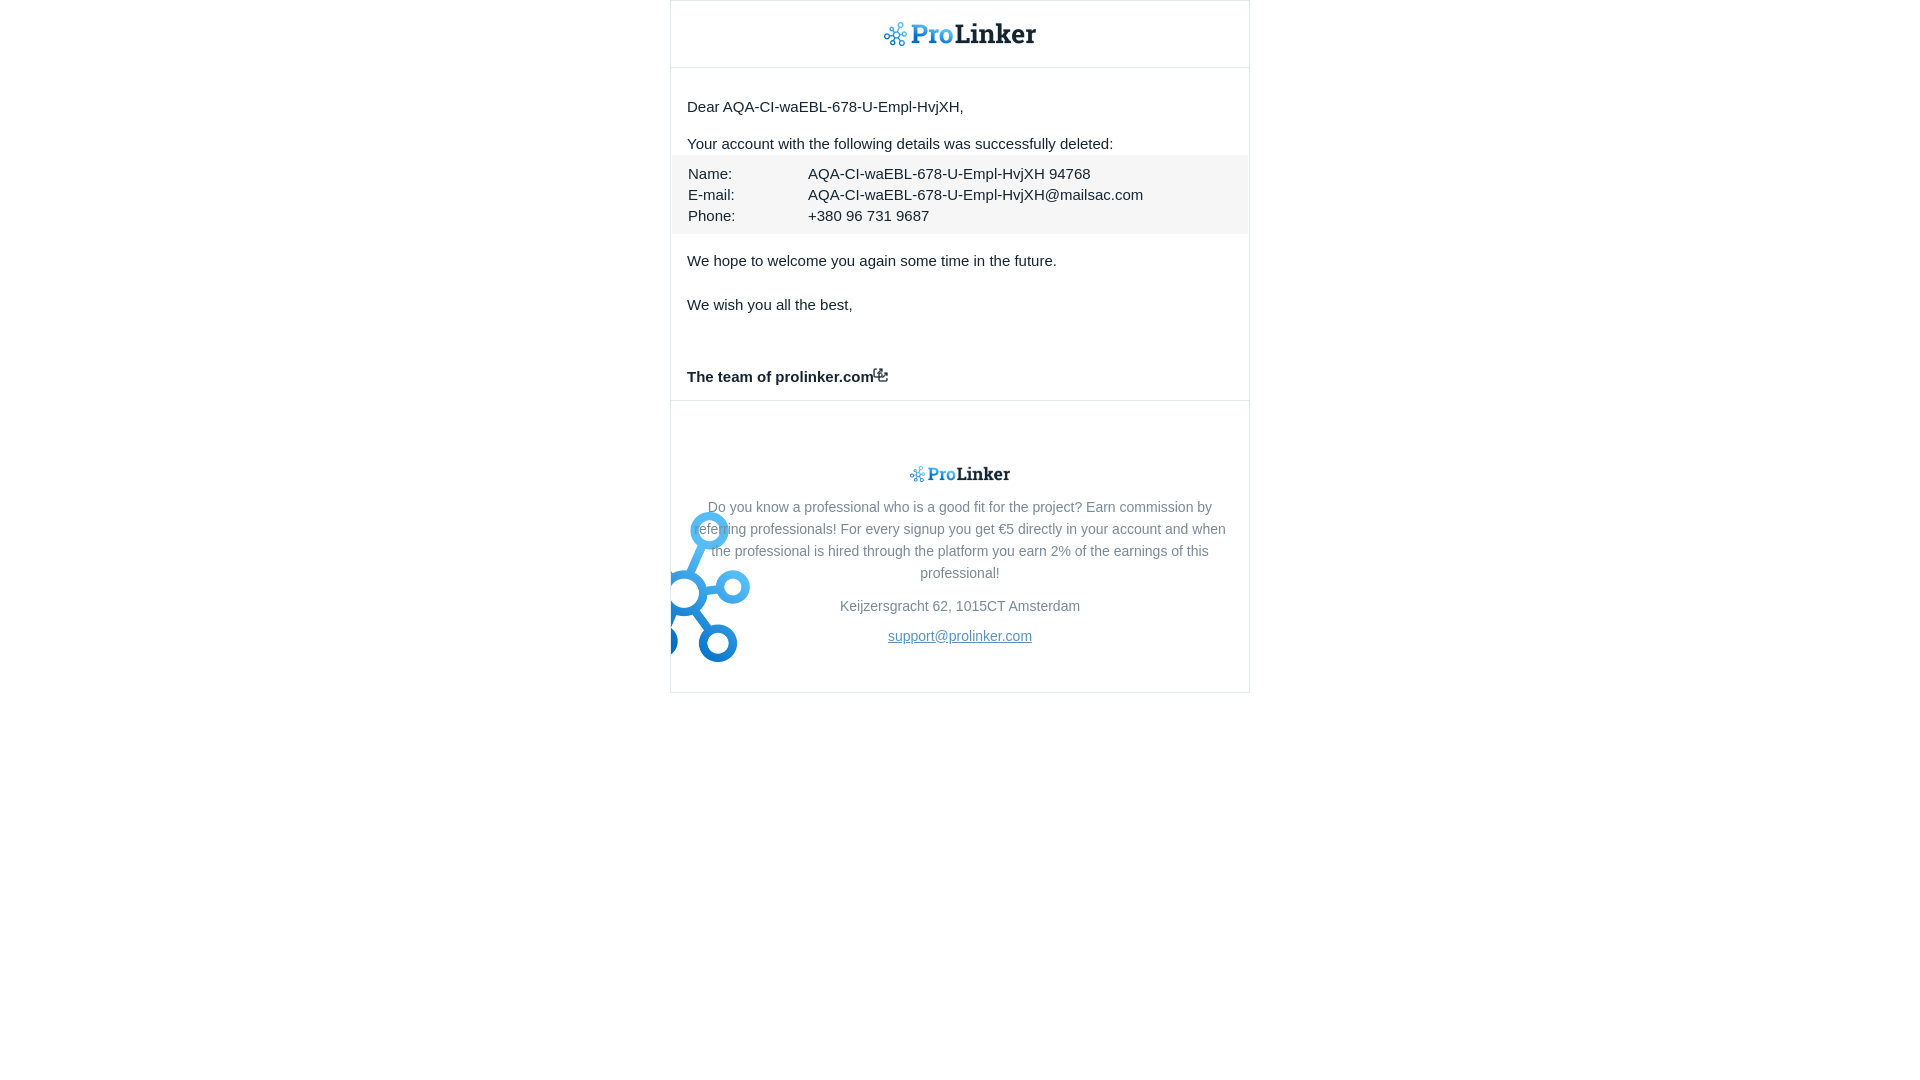 ProLinker
Dear AQA-CI-waEBL-678-U-Empl-HvjXH,
Your account with the following details was successfully deleted:
Name: AQA-CI-waEBL-678-U-Empl-HvjXH 94768
E-mail: AQA-CI-waEBL-678-U-Empl-HvjXH@mailsac.com
Phone: +380 96 731 9687
We hope to welcome you again some time in the future.
We wish you all the best,
The team of prolinker.com
ProLinker
Do you know a professional who is a good fit for the project? Earn commission by
referring professionals! For every signup you get €5 directly in your account and when
the professional is hired through the platform you earn 2% of the earnings of this
professional!
Keijzersgracht 62, 1015CT Amsterdam
support@prolinker.com